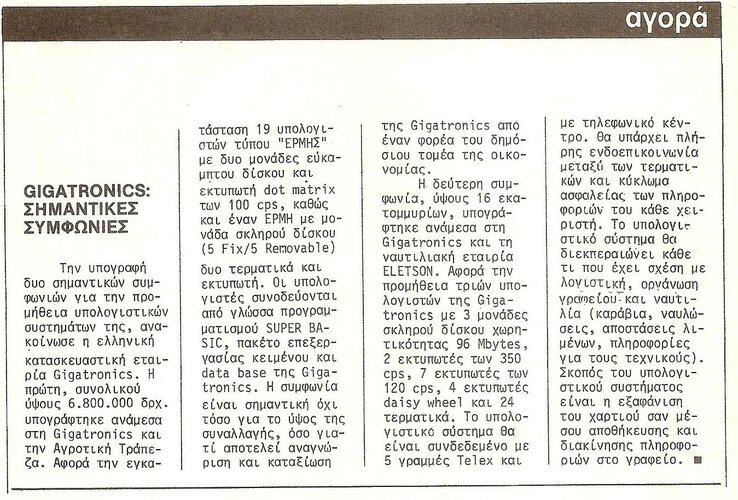 αγορά
GIGATRONICS:
ΣΗΜΑΝΤΙΚΕΣ
ΣΥΜΦΩΝΙΕΣ
Την υπογραφή
δυο σημαντικών συμ-
φωνιών για την προ-
μήθεια υπολογιστικών
συστημάτων της, ανα-
κοίνωσε η ελληνική
κατασκευαστική εται-
ρία Gigatronics. Η
πρώτη, συνολικού
ύψους 6.800.000 δρχ.
υπογράφτηκε ανάμεσα
στη Gigatronics και
την Αγροτική Τράπε-
ζα. Αφορά την εγκα-
τάσταση 19 υπολογι-
στών τύπου "ΕΡΜΗΣ"
με δυο μονάδες εύκα-
μπτου δίσκου και
εκτυπωτή dot matrix
των 100 cps, καθώς
και έναν ΕΡΜΗ με μο-
νάδα σκληρού δίσκου
(5 Fix/5 Removable)
δυο τερματικά και
εκτυπωτή. Οι υπολο-
γιστές συνοδεύονται
από γλώσσα προγραμ-
ματισμού SUPER BA-
SIC, πακέτο επεξερ-
γασίας κειμένου και
data base της Giga-
tronics. Η συμφωνία
είναι σημαντική όχι
τόσο για το ύψος της
συναλλαγής, όσο για-
τί αποτελεί αναγνώ-
ριση και καταξίωση
της Gigatronics από
έναν φορέα του δημό-
σιου τομέα της οικο-
νομίας.
Η δεύτερη συμ-
φωνία, ύψους 16 εκα-
τομμυρίων, υπογρά-
φτηκε ανάμεσα στη
Gigatronics και τη
ναυτιλιακή εταιρία
ELETSON. Αφορά την
προμήθεια τριών υπο-
λογιστών της Giga-
tronics με 3 μονάδες
σκληρού δίσκου χωρη-
τικότητας 96 Mbytes,
2 εκτυπωτές των 350
cps, 7 εκτυπωτές των
120 cps, 4 εκτυπωτές
daisy wheel και 24
τερματικά. Το υπολο-
γιστικό σύστημα θα
είναι συνδεδεμένο με
5 γραμμές Telex και
με τηλεφωνικό κέν-
τρο. Θα υπάρχει πλή-
ρης ενδοεπικοινωνία
μεταξύ των τερματι-
κών και κύκλωμα
ασφαλείας των πληρο-
φοριών του κάθε χει-
ριστή. Το υπολογι-
στικό σύστημα θα
διεκπεραιώνει κάθε
τι που έχει σχέση με
λογιστική, οργάνωση
γραφείου και ναυτι-
λία (καράβια, ναυλώ-
σεις, αποστάσεις λι-
μένων, πληροφορίες
για τους τεχνικούς).
Σκοπός του υπολογι-
στικού συστήματος
είναι η εξαφάνιση
του χαρτιού σαν μέ-
σου αποθήκευσης και
διακίνησης πληροφο-
ριών στο γραφείο. ■